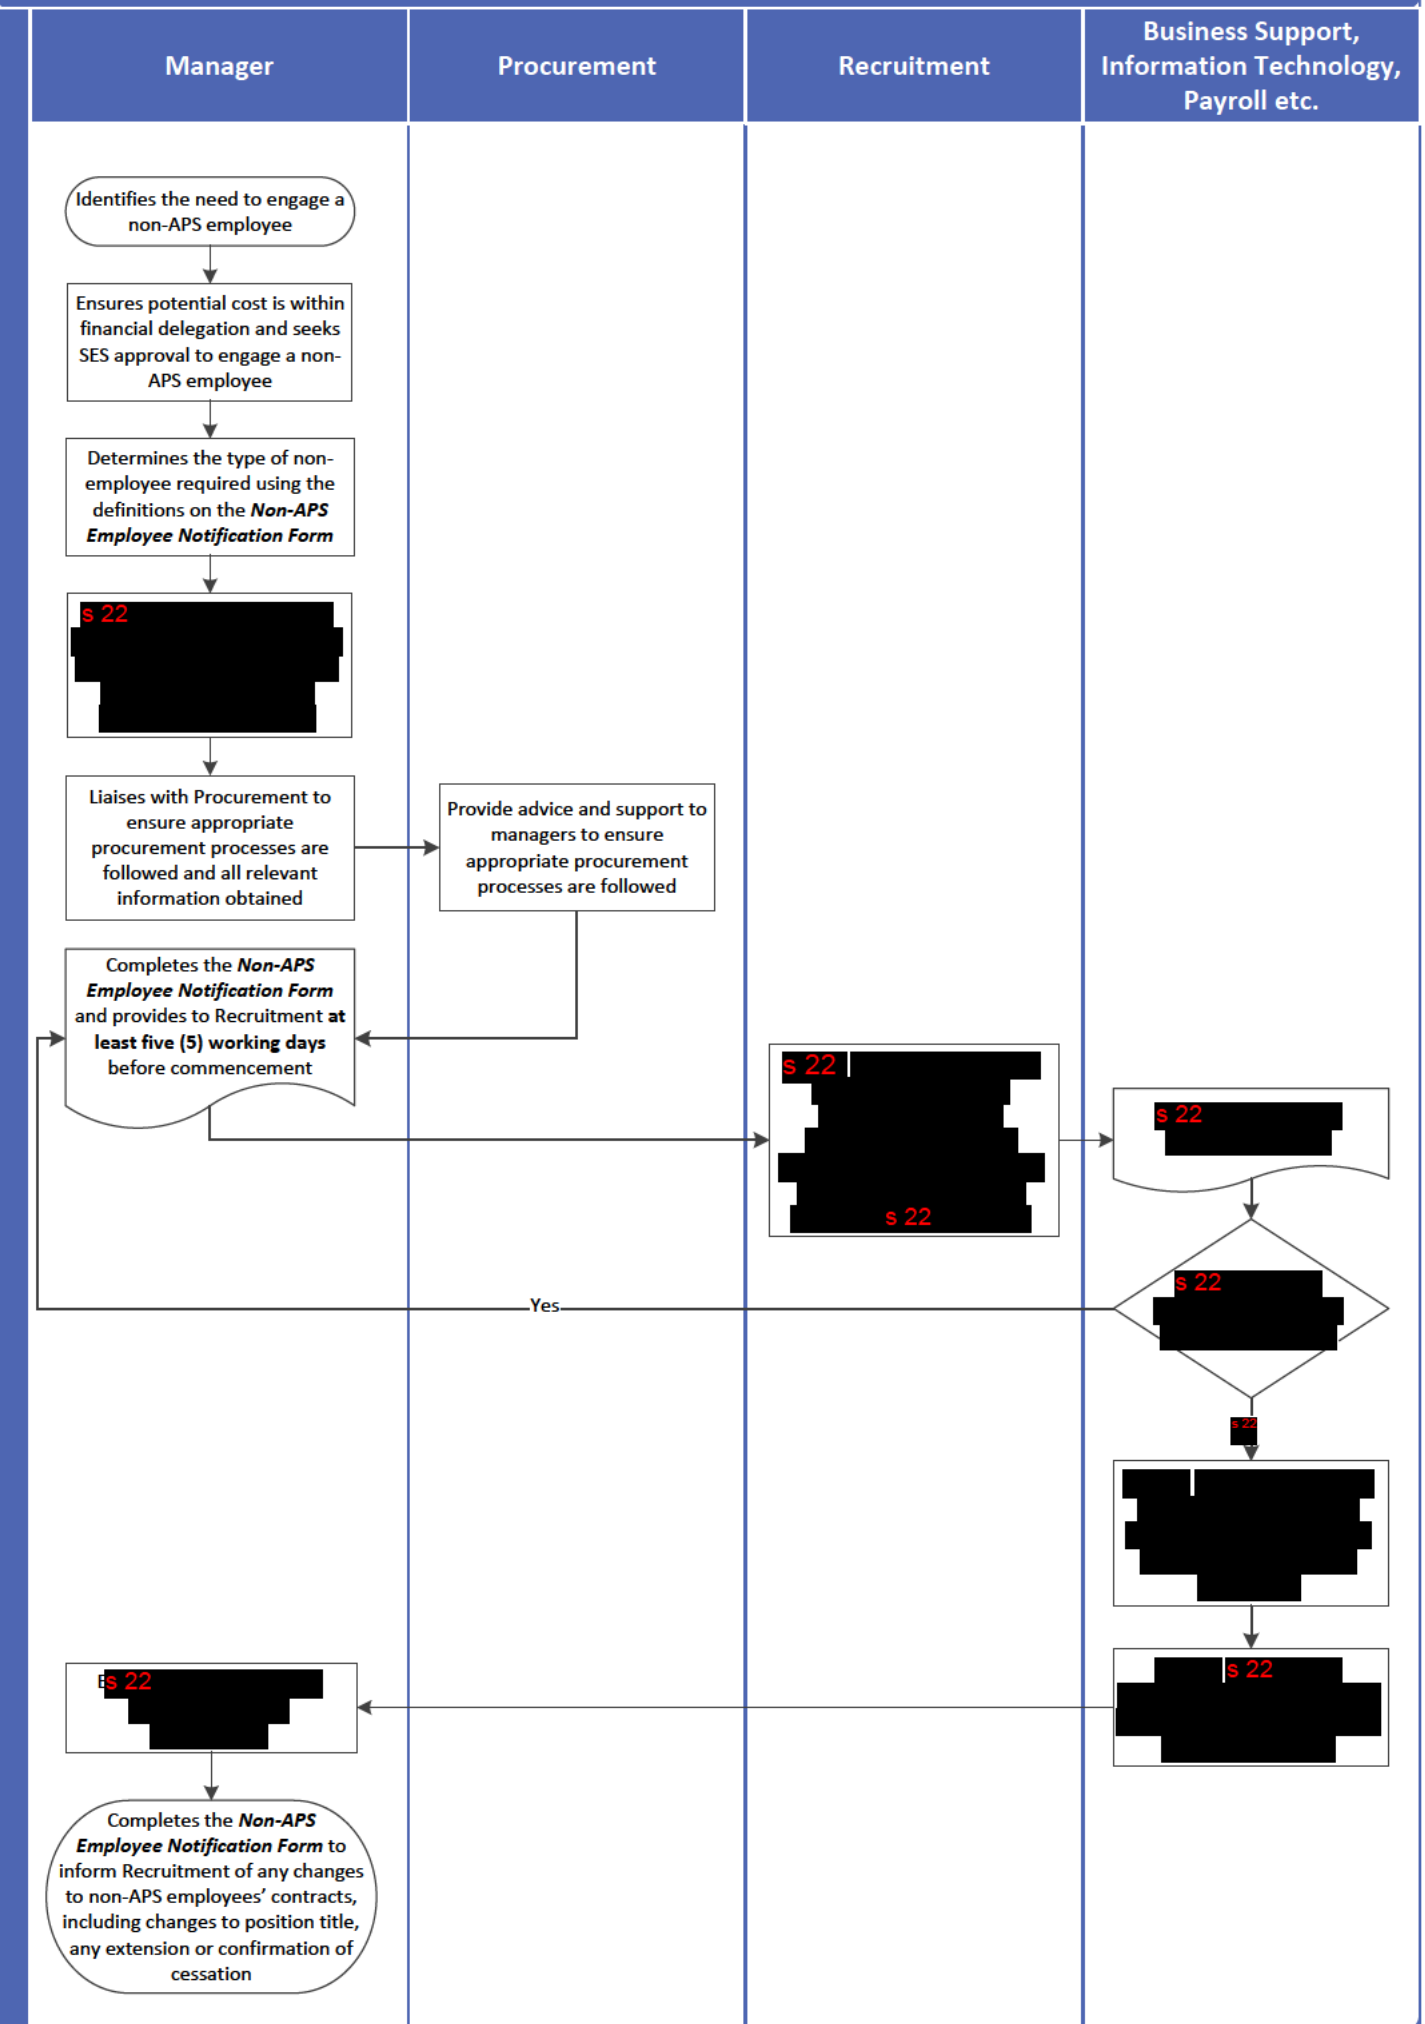 Manager
Procurement
Recruitment
Business Support,
Information Technology,
Payroll etc.
Identifies the need to engage a
non-APS employee
Ensures potential cost is within
financial delegation and seeks
SES approval to engage a non-
APS employee
Determines the type of non-
employee required using the
definitions on the Non-APS
Employee Notification Form
s 22
Liaises with Procurement to
ensure appropriate
procurement processes are
followed and all relevant
information obtained
Provide advice and support to
managers to ensure
appropriate procurement
processes are followed
Completes the Non-APS
Employee Notification Form
and provides to Recruitment at
least five (5) working days
before commencement
s 22
s 22
s 22
s 22
Yes
s 22
s 22
E s 22
Completes the Non-APS
Employee Notification Form to
inform Recruitment of any changes
to non-APS employees’ contracts,
including changes to position title,
any extension or confirmation of
cessation